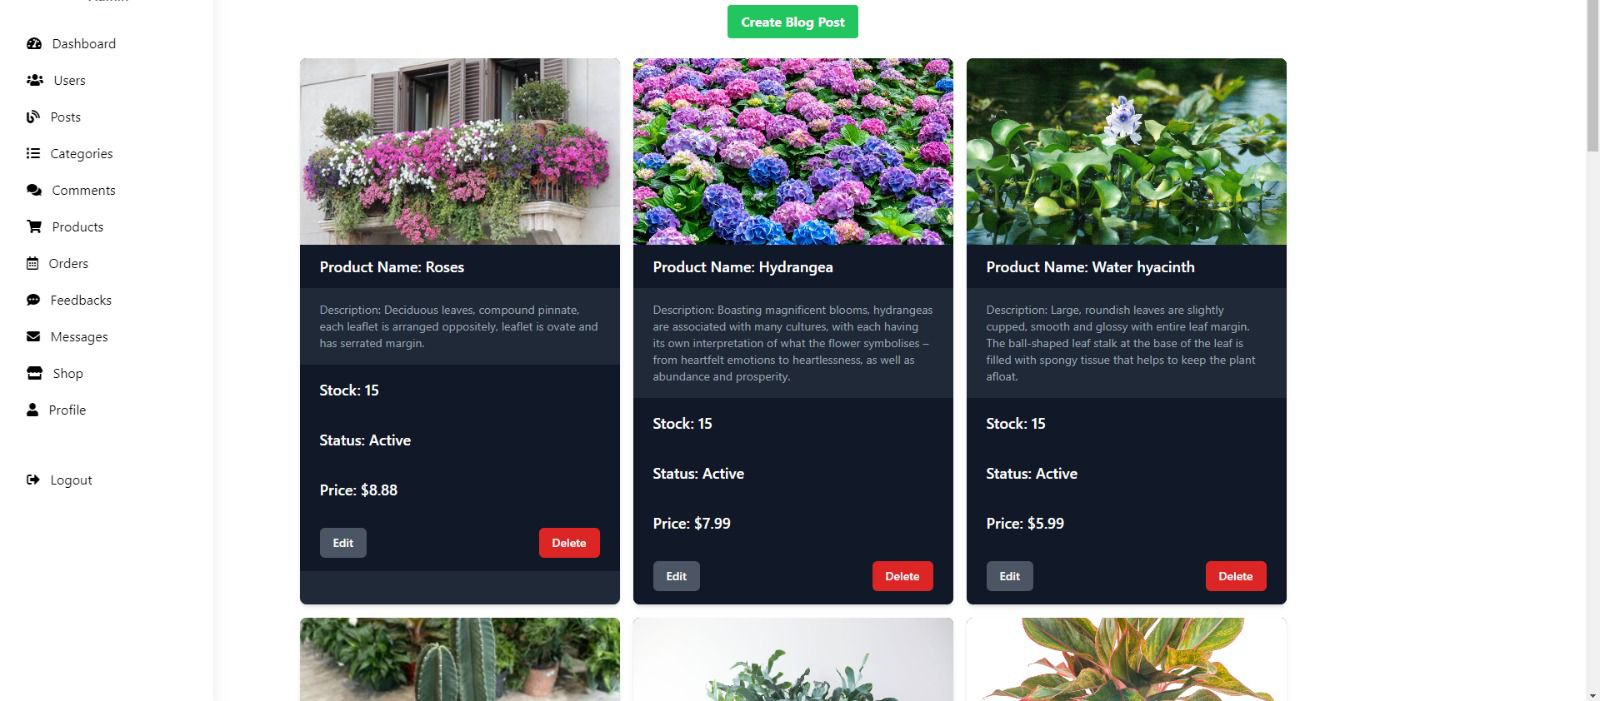 Admin
Dashboard
Users
Posts
Categories
Comments
Products
Orders
Feedbacks
Messages
Shop
Profile
Logout
Create Blog Post
Product Name: Roses
Description: Deciduous leaves, compound pinnate,
each leaflet is arranged oppositely, leaflet is ovate and
has serrated margin.
Stock: 15
Status: Active
Price: $8.88
Edit
Delete
Product Name: Hydrangea
Description: Boasting magnificent blooms, hydrangeas
are associated with many cultures, with each having
its own interpretation of what the flower symbolises –
from heartfelt emotions to heartlessness, as well as
abundance and prosperity.
Stock: 15
Status: Active
Price: $7.99
Edit
Delete
Product Name: Water hyacinth
Description: Large, roundish leaves are slightly
cupped, smooth and glossy with entire leaf margin.
The ball-shaped leaf stalk at the base of the leaf is
filled with spongy tissue that helps to keep the plant
afloat.
Stock: 15
Status: Active
Price: $5.99
Edit
Delete